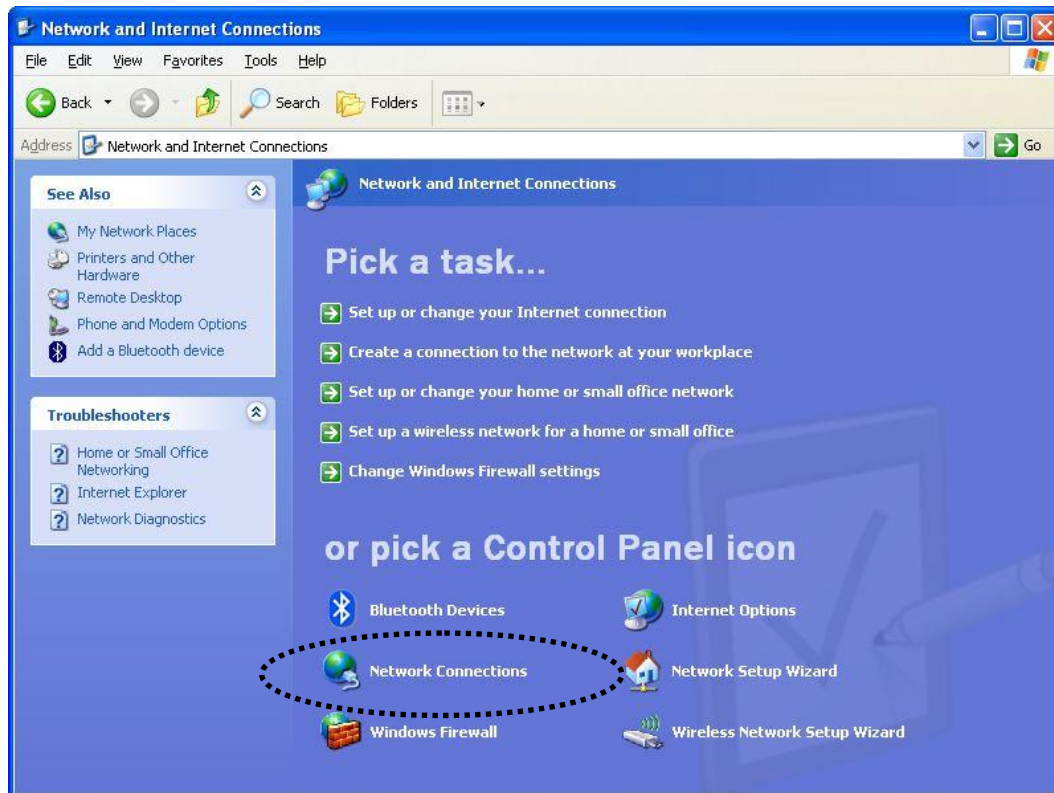 Network and Internet Connections
File Edit View Favorites Tools Help
Back Search Folders
Address Network and Internet Connections Go
See Also
My Network Places
Printers and Other
Hardware
Remote Desktop
Phone and Modem Options
Add a Bluetooth device
Troubleshooters
Home or Small Office
Networking
Internet Explorer
Network Diagnostics
Network and Internet Connections
Pick a task...
Set up or change your Internet connection
Create a connection to the network at your workplace
Set up or change your home or small office network
Set up a wireless network for a home or small office
Change Windows Firewall settings
or pick a Control Panel icon
Bluetooth Devices
Internet Options
Network Connections
Network Setup Wizard
Windows Firewall
Wireless Network Setup Wizard